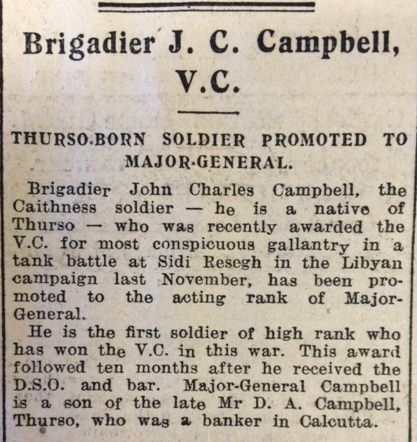 Brigadier J. C. Campbell,
V.C.
THURSO-BORN SOLDIER PROMOTED TO
MAJOR-GENERAL.
Brigadier John Charles Campbell, the
Caithness soldier — he is a native of
Thurso — who was recently awarded the
V.C. for most conspicuous gallantry in a
tank battle at Sidi Resegh in the Libyan
campaign last November, has been pro-
moted to the acting rank of Major-
General.
He is the first soldier of high rank who
has won the V.C. in this war. This award
followed ten months after he received the
D.S.O. and bar. Major-General Campbell
is a son of the late Mr D. A. Campbell,
Thurso, who was a banker in Calcutta.